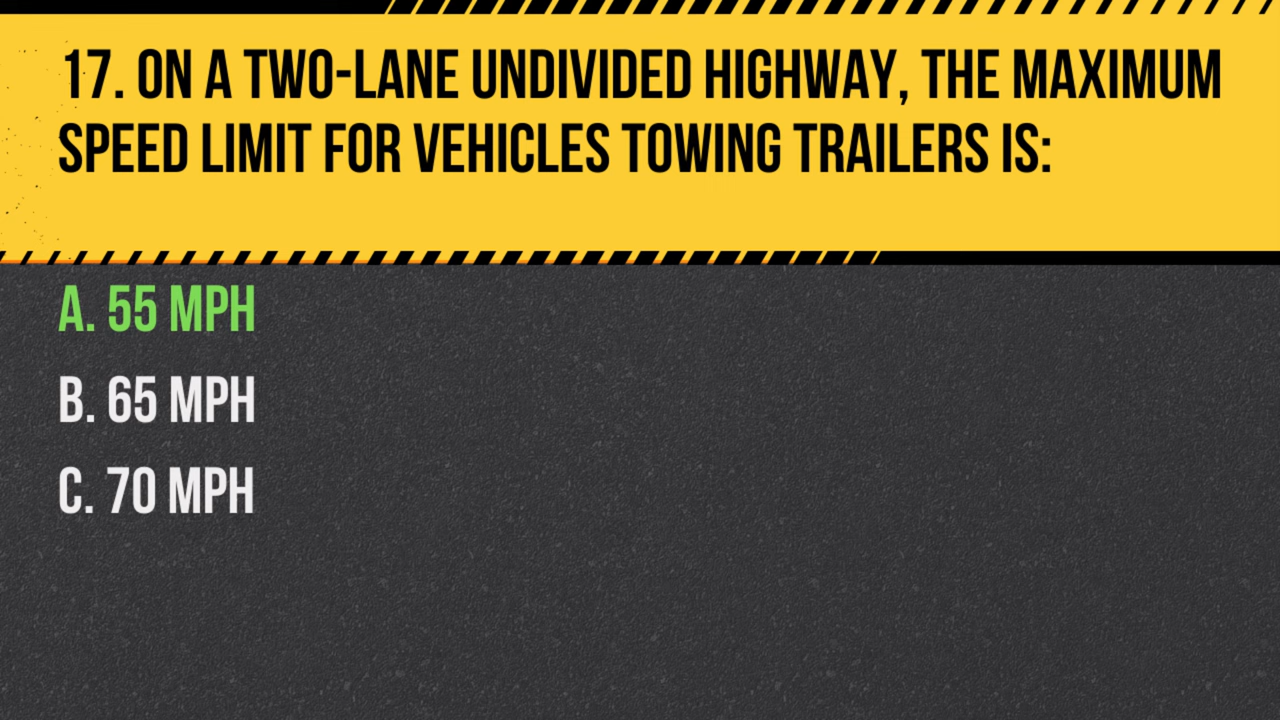 17. ON A TWO-LANE UNDIVIDED HIGHWAY, THE MAXIMUM
SPEED LIMIT FOR VEHICLES TOWING TRAILERS IS:
A. 55 MPH
B. 65 MPH
C. 70 MPH